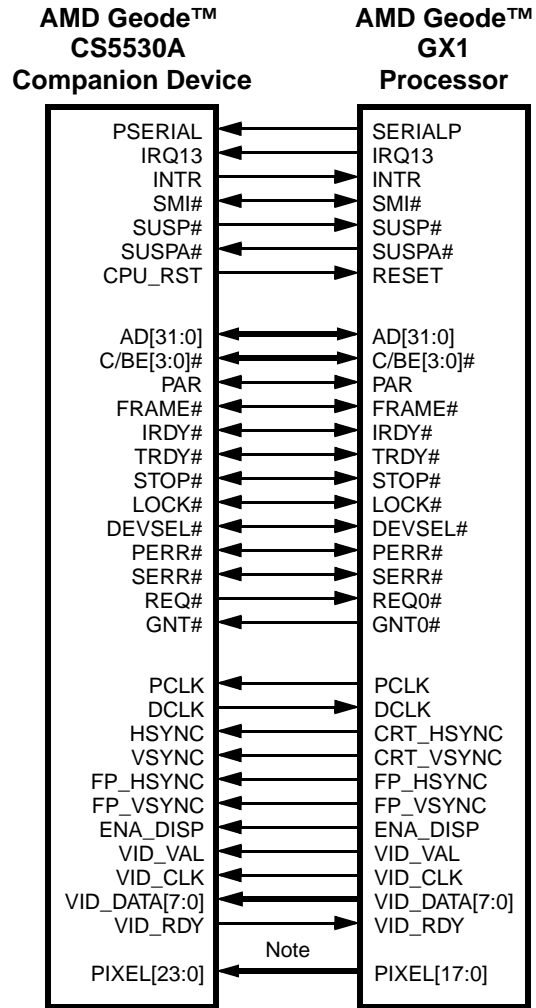 AMD Geode™ CS5530A Companion Device
AMD Geode™ GX1 Processor
PSERIAL SERIALP
IRQ13 IRQ13
INTR INTR
SMI# SMI#
SUSP# SUSP#
SUSPA# SUSPA#
CPU_RST RESET
AD[31:0] AD[31:0]
C/BE[3:0]# C/BE[3:0]#
PAR PAR
FRAME# FRAME#
IRDY# IRDY#
TRDY# TRDY#
STOP# STOP#
LOCK# LOCK#
DEVSEL# DEVSEL#
PERR# PERR#
SERR# SERR#
REQ# REQ0#
GNT# GNT0#
PCLK PCLK
DCLK DCLK
HSYNC CRT_HSYNC
VSYNC CRT_VSYNC
FP_HSYNC FP_HSYNC
FP_VSYNC FP_VSYNC
ENA_DISP ENA_DISP
VID_VAL VID_VAL
VID_CLK VID_CLK
VID_DATA[7:0] VID_DATA[7:0]
VID_RDY VID_RDY
Note
PIXEL[23:0] PIXEL[17:0]